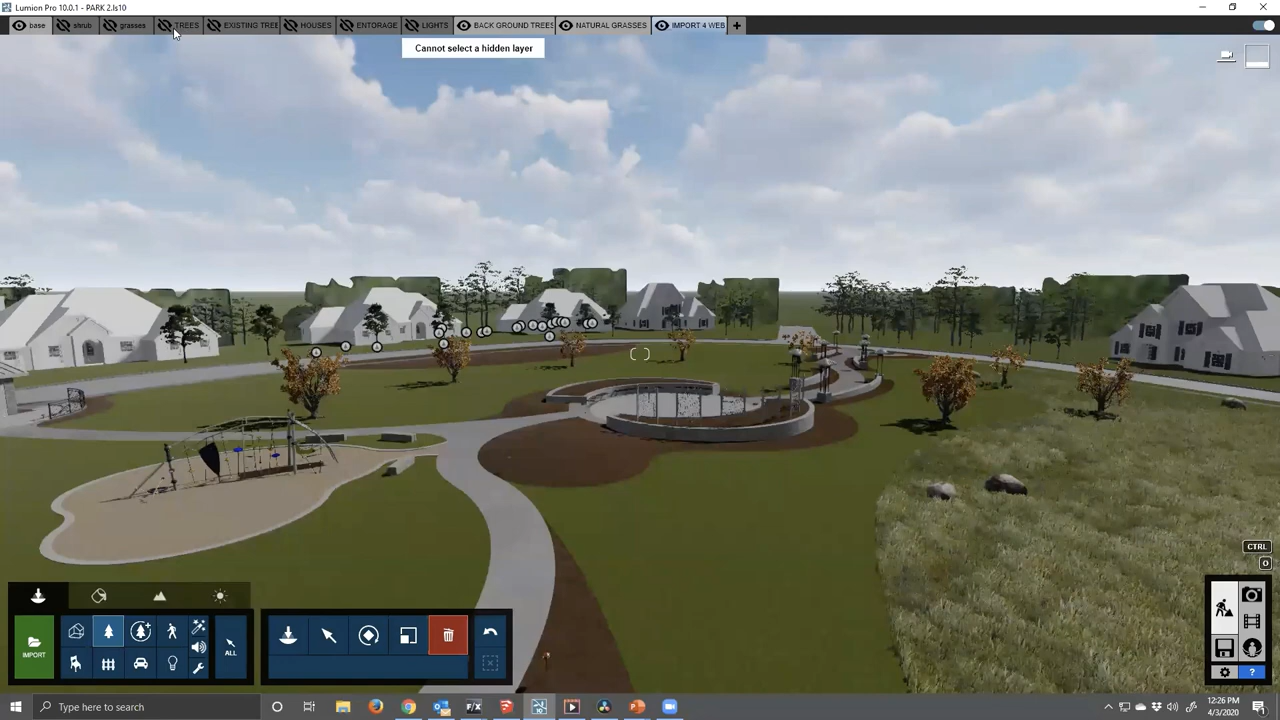 Lumion Pro 10.0.1 - PARK 2.ls10
base shrub grasses TREES EXISTING TREE HOUSES ENTORAGE LIGHTS BACK GROUND TREES NATURAL GRASSES IMPORT 4 WEB +
Cannot select a hidden layer
CTRL
O
IMPORT
ALL
?
Type here to search
12:26 PM
4/3/2020